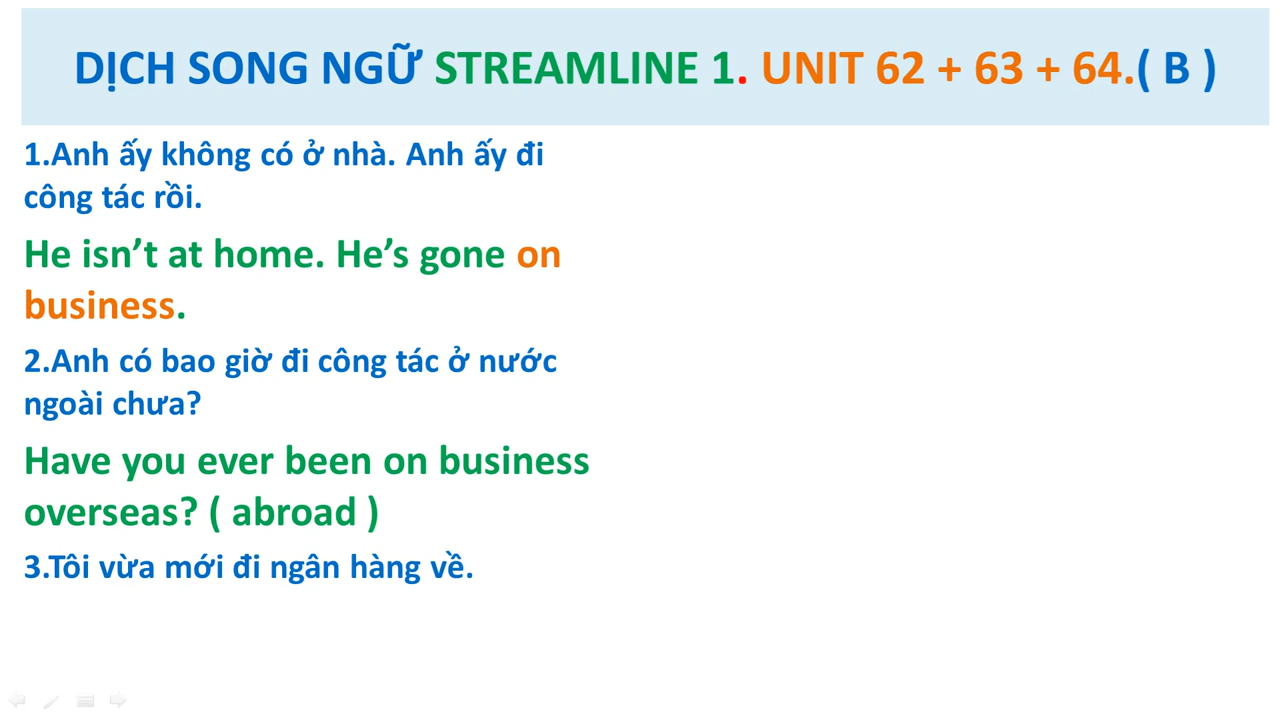 DỊCH SONG NGỮ STREAMLINE 1. UNIT 62 + 63 + 64.( B )
1.Anh ấy không có ở nhà. Anh ấy đi
công tác rồi.
He isn’t at home. He’s gone on
business.
2.Anh có bao giờ đi công tác ở nước
ngoài chưa?
Have you ever been on business
overseas? ( abroad )
3.Tôi vừa mới đi ngân hàng về.